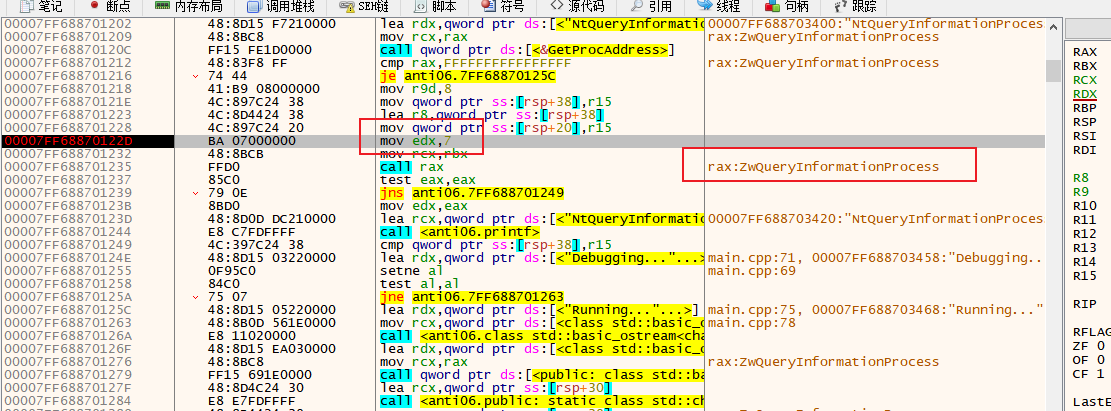 笔记 断点 内存布局 调用堆栈 SEH链 脚本 符号 源代码 引用 线程 句柄 跟踪
00007FF688701202 48:8D15 F7210000 lea rdx,qword ptr ds:[<"NtQueryInformation 00007FF688703400:"NtQueryInformationProces
00007FF688701209 48:8BC8 mov rcx,rax rax:ZwQueryInformationProcess
00007FF68870120C FF15 FE1D0000 call qword ptr ds:[<&GetProcAddress>]
00007FF688701212 48:83F8 FF cmp rax,FFFFFFFFFFFFFFFF rax:ZwQueryInformationProcess
00007FF688701216 74 44 je anti06.7FF68870125C
00007FF688701218 41:B9 08000000 mov r9d,8
00007FF68870121E 4C:897C24 38 mov qword ptr ss:[rsp+38],r15
00007FF688701223 4C:8D4424 38 lea r8,qword ptr ss:[rsp+38]
00007FF688701228 4C:897C24 20 mov qword ptr ss:[rsp+20],r15
00007FF68870122D BA 07000000 mov edx,7
00007FF688701232 48:8BCB mov rcx,rbx
00007FF688701235 FFD0 call rax rax:ZwQueryInformationProcess
00007FF688701237 85C0 test eax,eax
00007FF688701239 79 0E jns anti06.7FF688701249
00007FF68870123B 8BD0 mov edx,eax
00007FF68870123D 48:8D0D DC210000 lea rcx,qword ptr ds:[<"NtQueryInformatio 00007FF688703420:"NtQueryInformationProces
00007FF688701244 E8 C7FDFFFF call <anti06.printf>
00007FF688701249 4C:397C24 38 cmp qword ptr ss:[rsp+38],r15
00007FF68870124E 48:8D15 03220000 lea rdx,qword ptr ds:[<"Debugging..."...>] main.cpp:71, 00007FF688703458:"Debugging..
00007FF688701255 0F95C0 setne al main.cpp:69
00007FF688701258 84C0 test al,al
00007FF68870125A 75 07 jne anti06.7FF688701263
00007FF68870125C 48:8D15 05220000 lea rdx,qword ptr ds:[<"Running..."...>] main.cpp:75, 00007FF688703468:"Running..."
00007FF688701263 48:8B0D 561E0000 mov rcx,qword ptr ds:[<class std::basic_o main.cpp:78
00007FF68870126A E8 11020000 call <anti06.class std::basic_ostream<cha
00007FF68870126F 48:8D15 EA030000 lea rdx,qword ptr ds:[<class std::basic_o
00007FF688701276 48:8BC8 mov rcx,rax rax:ZwQueryInformationProcess
00007FF688701279 FF15 691E0000 call qword ptr ds:[<public: class std::ba
00007FF68870127F 48:8D4C24 30 lea rcx,qword ptr ss:[rsp+30]
00007FF688701284 E8 E7FDFFFF call <anti06.public: static class std::ch
RAX
RBX
RCX
RDX
RBP
RSP
RSI
RDI
R8
R9
R10
R11
R12
R13
R14
R15
RIP
RFLAG
ZF 0
OF 0
CF 1
LastE